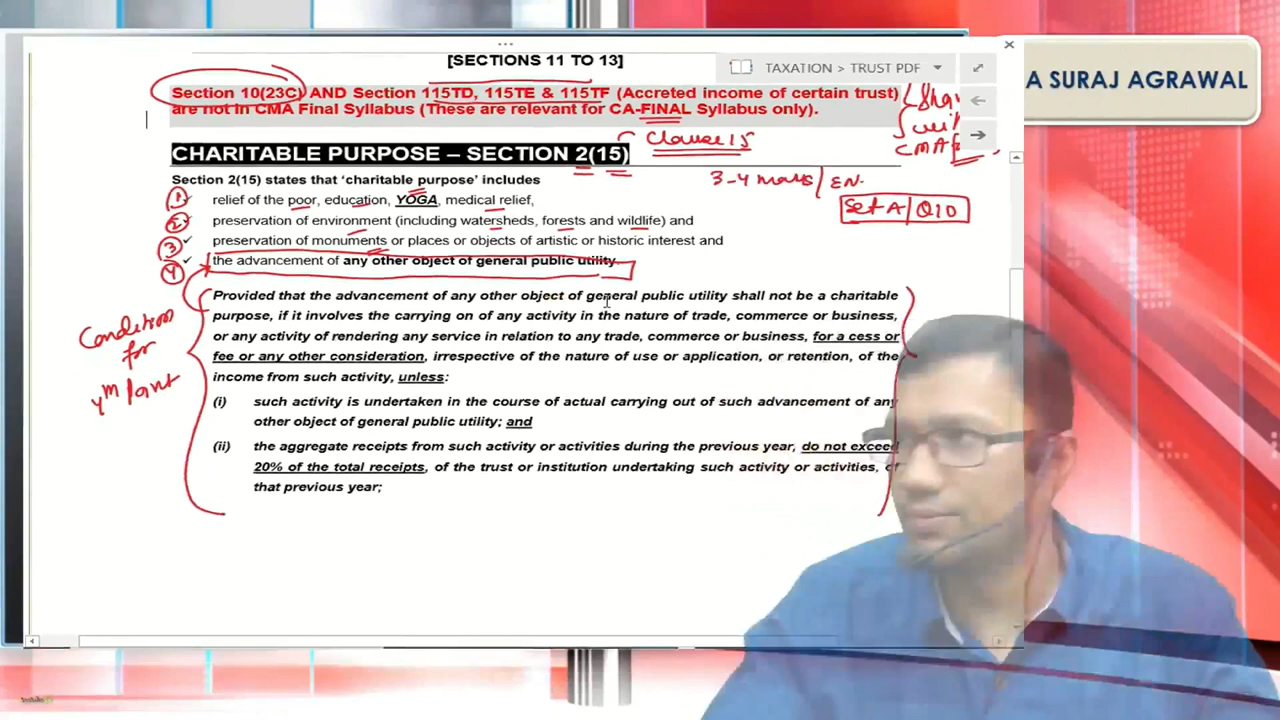 [SECTIONS 11 TO 13]
TAXATION > TRUST PDF
A SURAJ AGRAWAL
Section 10(23C) AND Section 115TD, 115TE & 115TF (Accreted income of certain trust)
are not in CMA Final Syllabus (These are relevant for CA-FINAL Syllabus only).
CMA
Clause 15
CHARITABLE PURPOSE – SECTION 2(15)
3-4 marks / EN.
Section 2(15) states that ‘charitable purpose’ includes
Set A / Q10
1 relief of the poor, education, YOGA, medical relief,
2 preservation of environment (including watersheds, forests and wildlife) and
3 preservation of monuments or places or objects of artistic or historic interest and
4 the advancement of any other object of general public utility.
Condition
for
4th Point
Provided that the advancement of any other object of general public utility shall not be a charitable
purpose, if it involves the carrying on of any activity in the nature of trade, commerce or business,
or any activity of rendering any service in relation to any trade, commerce or business, for a cess or
fee or any other consideration, irrespective of the nature of use or application, or retention, of the
income from such activity, unless:
(i) such activity is undertaken in the course of actual carrying out of such advancement of any
other object of general public utility; and
(ii) the aggregate receipts from such activity or activities during the previous year, do not exceed
20% of the total receipts, of the trust or institution undertaking such activity or activities, of
that previous year;